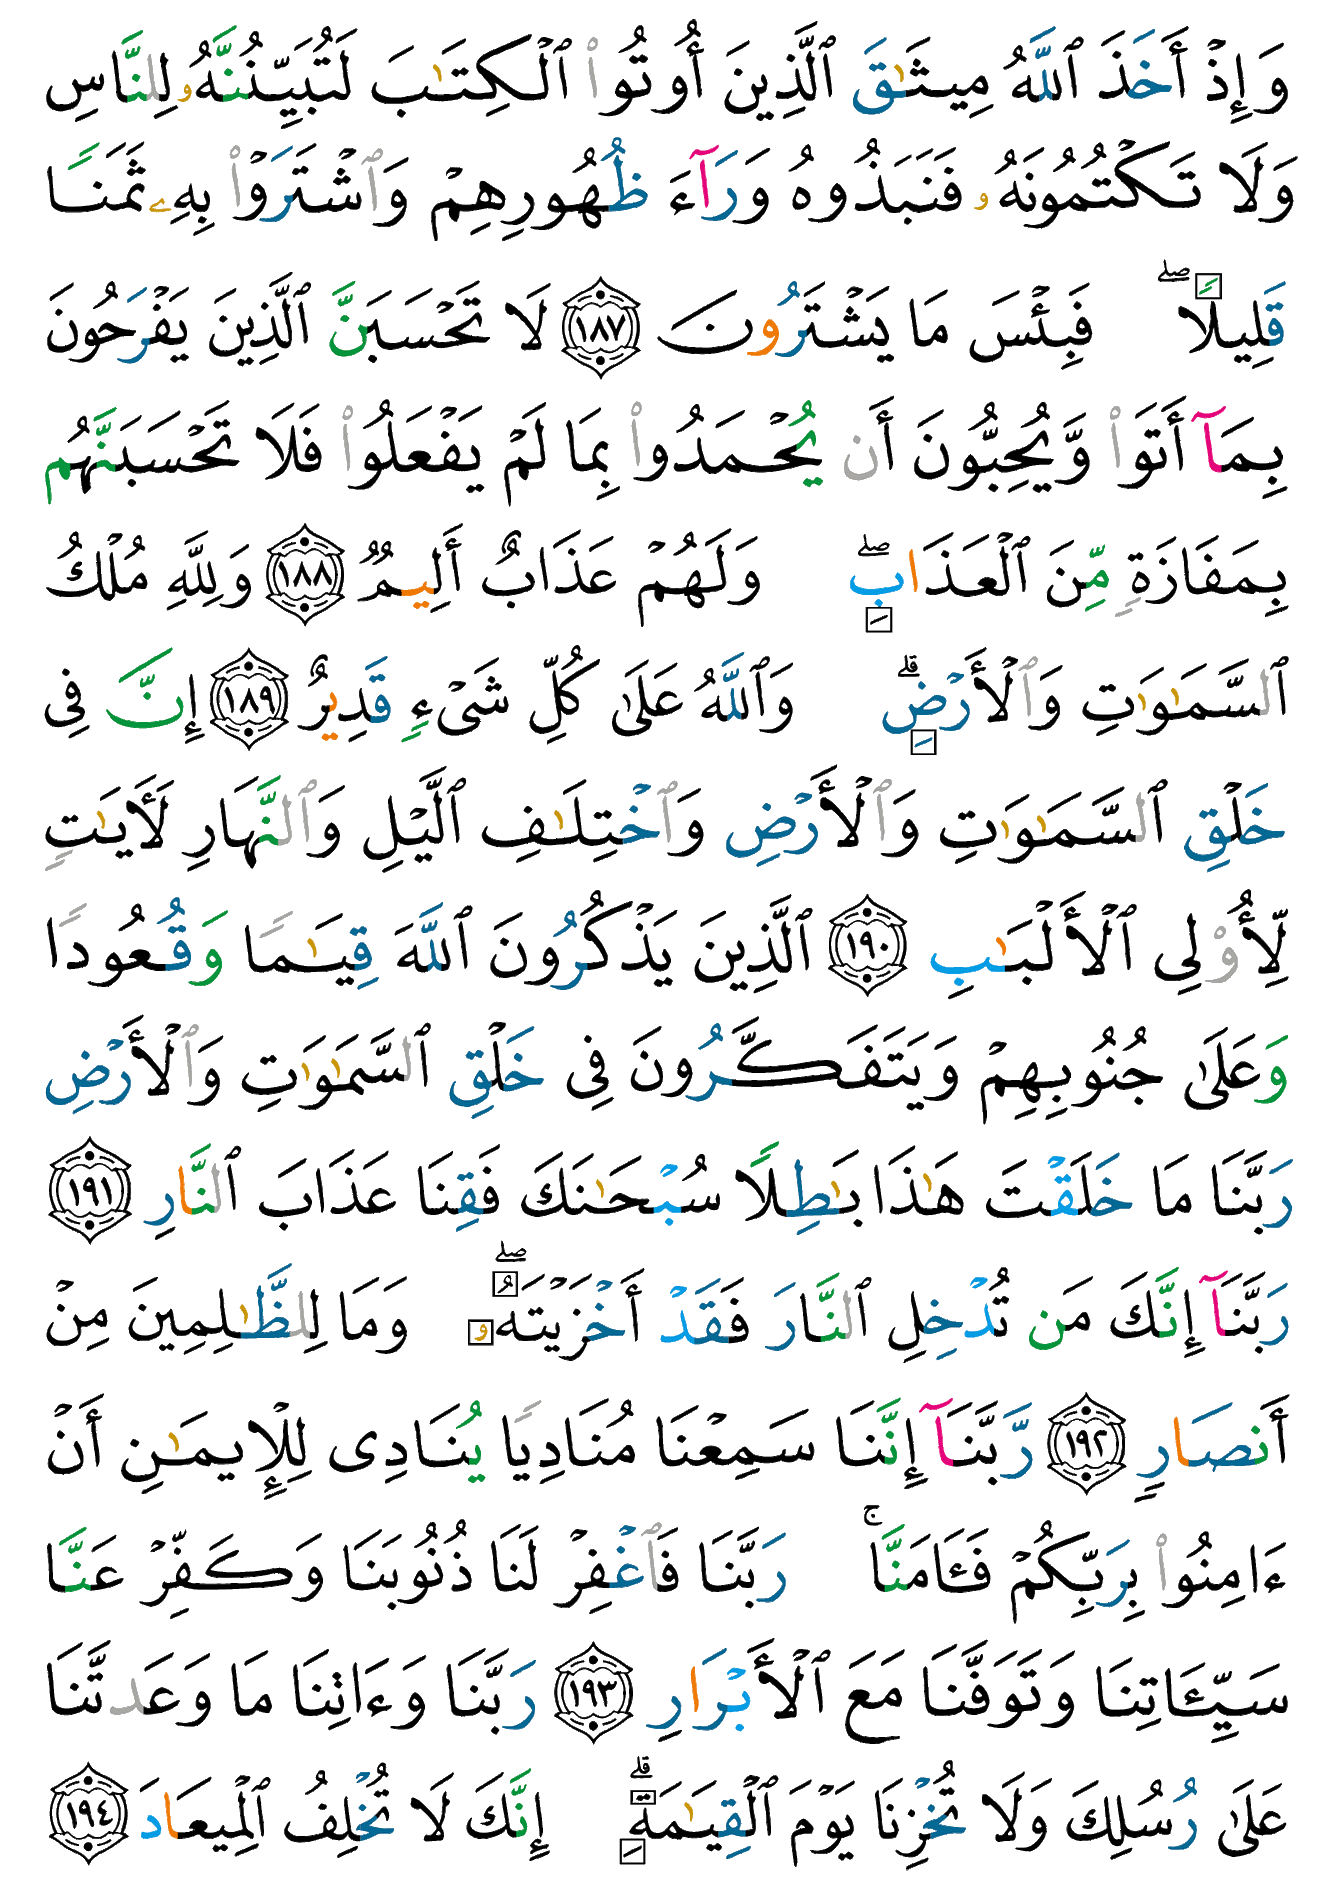 وَإِذۡ أَخَذَ ٱللَّهُ مِيثَٰقَ ٱلَّذِينَ أُوتُواْ ٱلۡكِتَٰبَ لَتُبَيِّنُنَّهُۥ لِلنَّاسِ
وَلَا تَكۡتُمُونَهُۥ فَنَبَذُوهُ وَرَآءَ ظُهُورِهِمۡ وَٱشۡتَرَوۡاْ بِهِۦ ثَمَنٗا
قَلِيلٗاۖ فَبِئۡسَ مَا يَشۡتَرُونَ ١٨٧ لَا تَحۡسَبَنَّ ٱلَّذِينَ يَفۡرَحُونَ
بِمَآ أَتَواْ وَّيُحِبُّونَ أَن يُحۡمَدُواْ بِمَا لَمۡ يَفۡعَلُواْ فَلَا تَحۡسَبَنَّهُم
بِمَفَازَةٖ مِّنَ ٱلۡعَذَابِۖ وَلَهُمۡ عَذَابٌ أَلِيمٞ ١٨٨ وَلِلَّهِ مُلۡكُ
ٱلسَّمَٰوَٰتِ وَٱلۡأَرۡضِۗ وَٱللَّهُ عَلَىٰ كُلِّ شَيۡءٖ قَدِيرٌ ١٨٩ إِنَّ فِي
خَلۡقِ ٱلسَّمَٰوَٰتِ وَٱلۡأَرۡضِ وَٱخۡتِلَٰفِ ٱلَّيۡلِ وَٱلنَّهَارِ لَأٓيَٰتٖ
لِّأُوْلِي ٱلۡأَلۡبَٰبِ ١٩٠ ٱلَّذِينَ يَذۡكُرُونَ ٱللَّهَ قِيَٰمٗا وَقُعُودٗا
وَعَلَىٰ جُنُوبِهِمۡ وَيَتَفَكَّرُونَ فِي خَلۡقِ ٱلسَّمَٰوَٰتِ وَٱلۡأَرۡضِ
رَبَّنَا مَا خَلَقۡتَ هَٰذَا بَٰطِلٗا سُبۡحَٰنَكَ فَقِنَا عَذَابَ ٱلنَّارِ ١٩١
رَبَّنَآ إِنَّكَ مَن تُدۡخِلِ ٱلنَّارَ فَقَدۡ أَخۡزَيۡتَهُۥۖ وَمَا لِلظَّٰلِمِينَ مِنۡ
أَنصَارٖ ١٩٢ رَّبَّنَآ إِنَّنَا سَمِعۡنَا مُنَادِيٗا يُنَادِي لِلۡإِيمَٰنِ أَنۡ
ءَامِنُواْ بِرَبِّكُمۡ فَـَٔامَنَّاۚ رَبَّنَا فَٱغۡفِرۡ لَنَا ذُنُوبَنَا وَكَفِّرۡ عَنَّا
سَيِّـَٔاتِنَا وَتَوَفَّنَا مَعَ ٱلۡأَبۡرَارِ ١٩٣ رَبَّنَا وَءَاتِنَا مَا وَعَدتَّنَا
عَلَىٰ رُسُلِكَ وَلَا تُخۡزِنَا يَوۡمَ ٱلۡقِيَٰمَةِۗ إِنَّكَ لَا تُخۡلِفُ ٱلۡمِيعَادَ ١٩٤